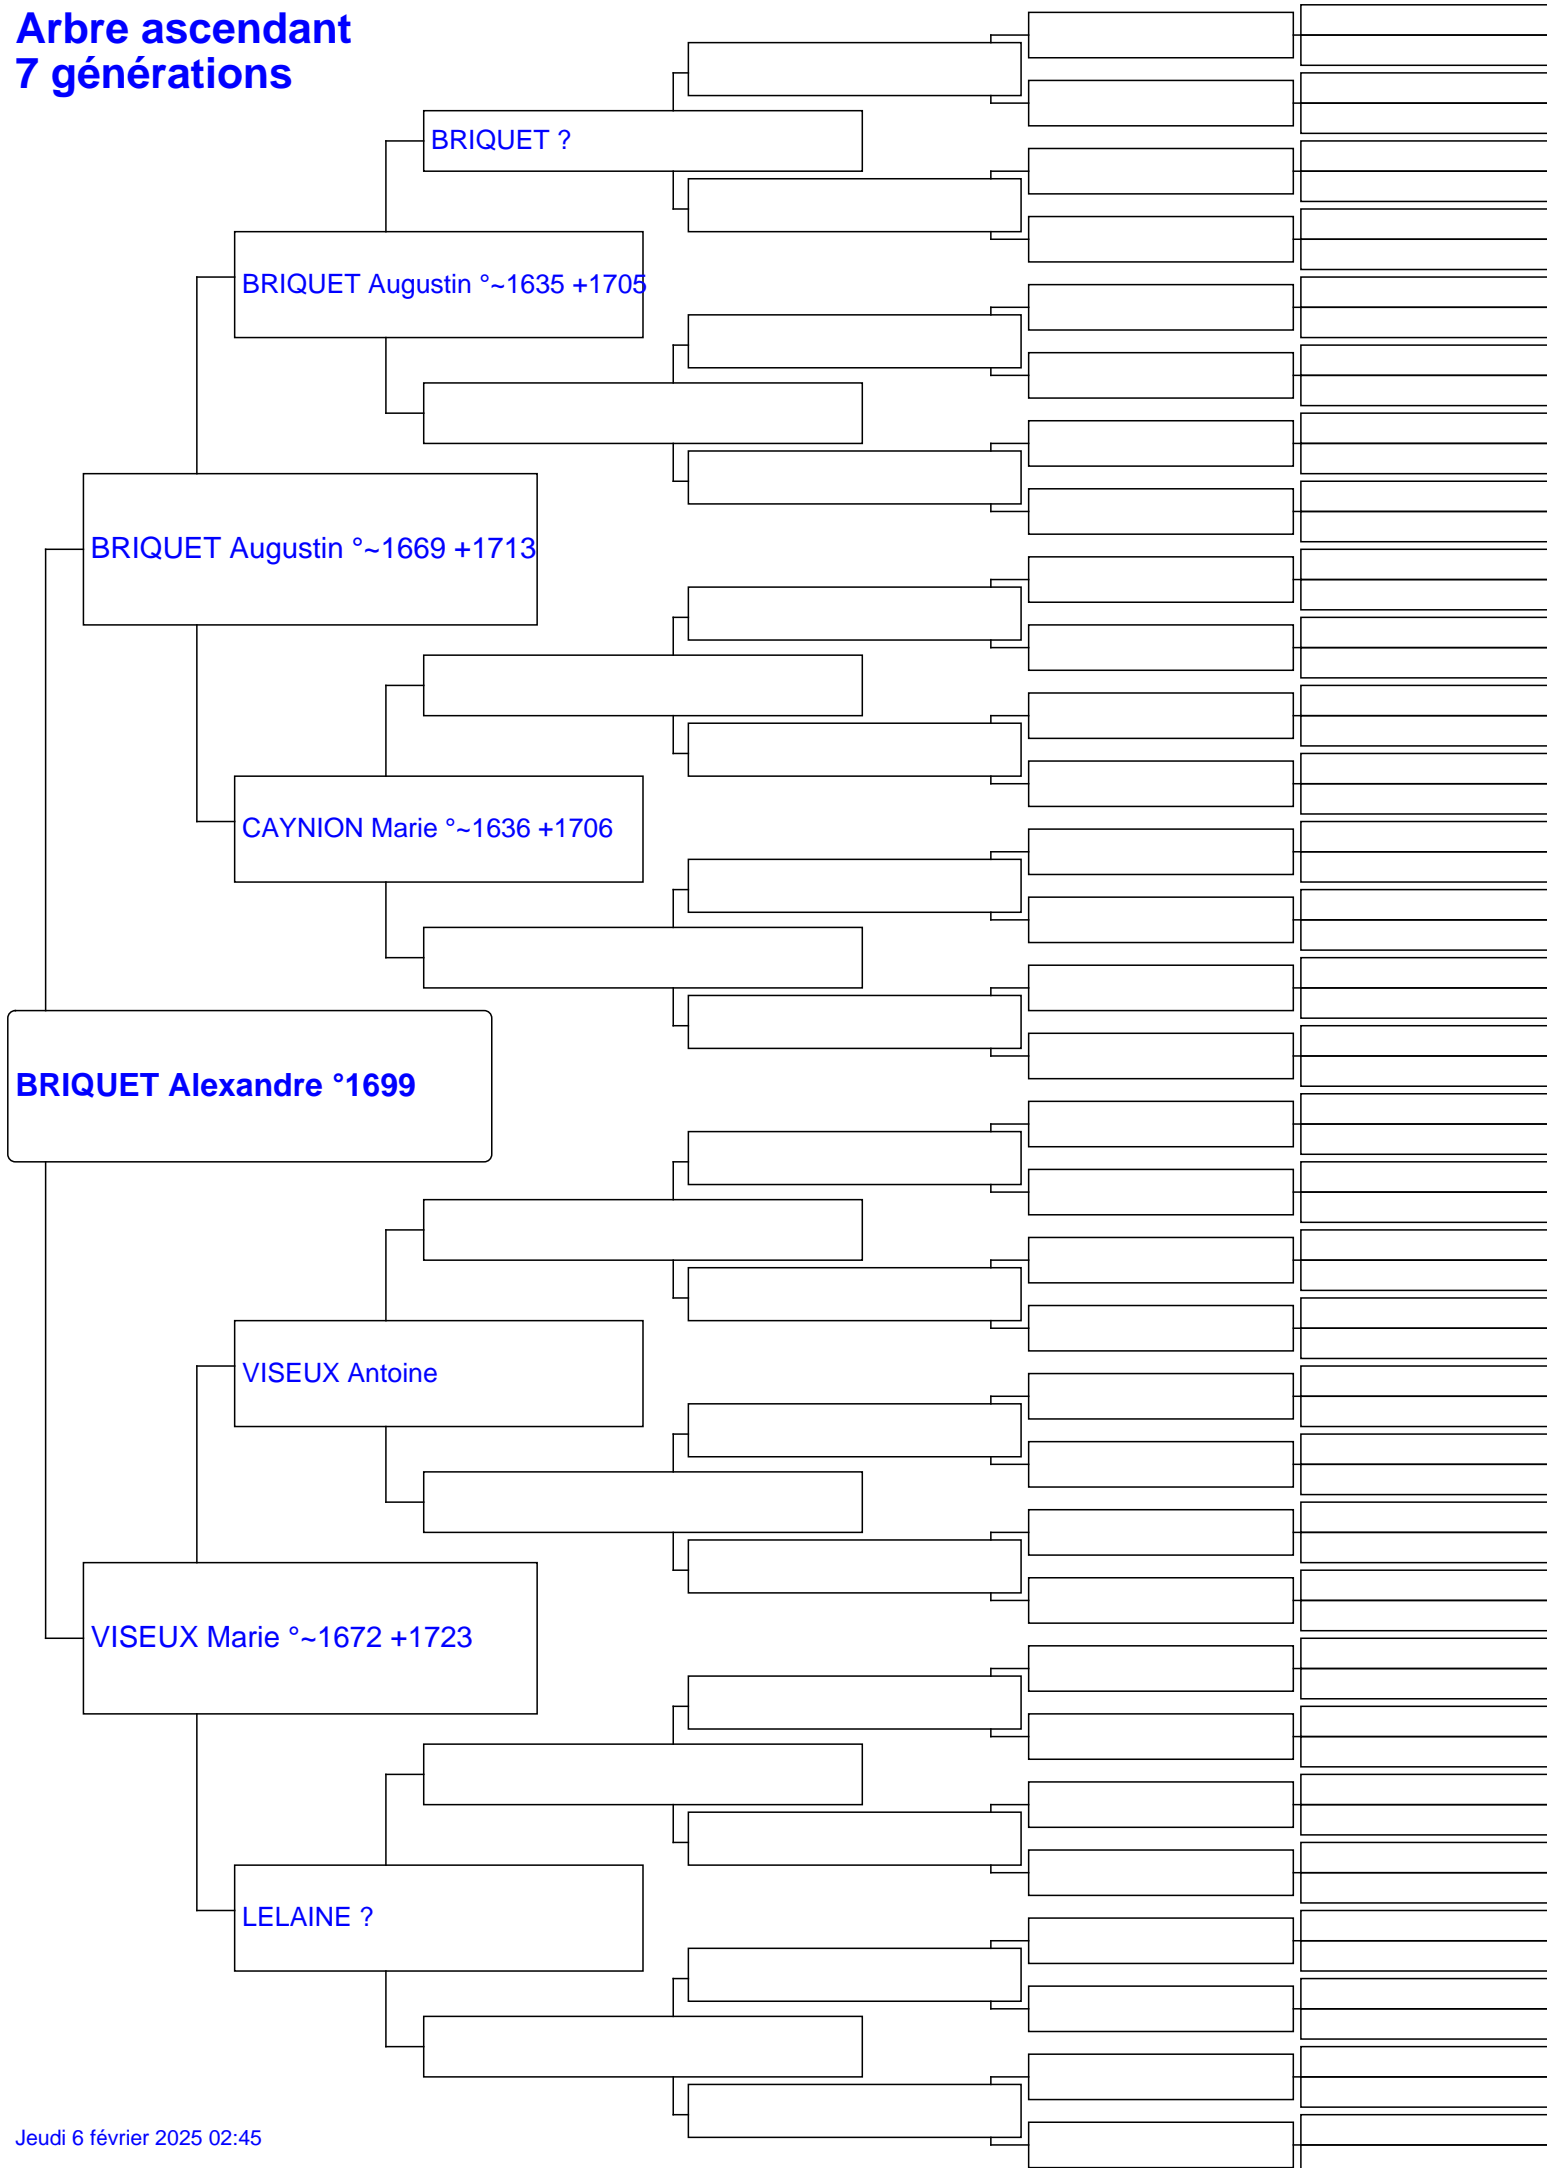 Arbre ascendant
7 générations
BRIQUET ?
BRIQUET Augustin °~1635 +1705
BRIQUET Augustin °~1669 +1713
CAYNION Marie °~1636 +1706
BRIQUET Alexandre °1699
VISEUX Antoine
VISEUX Marie °~1672 +1723
LELAINE ?
Jeudi 6 février 2025 02:45